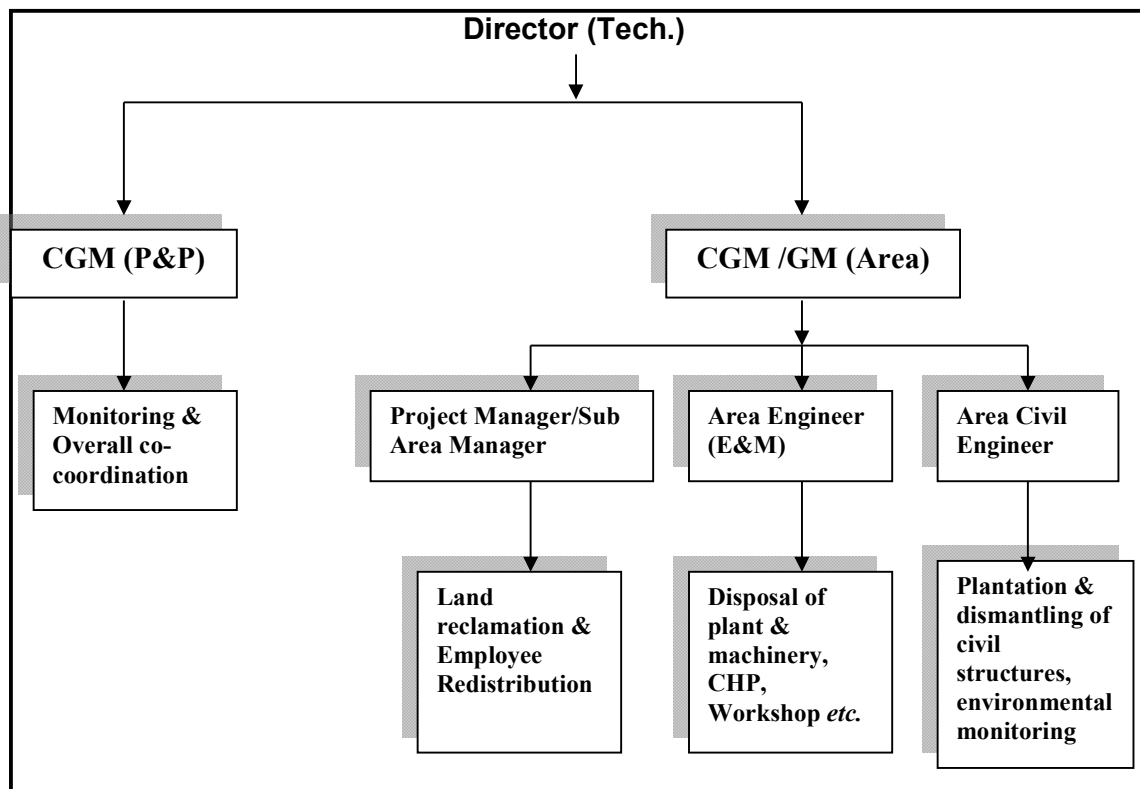 Director (Tech.)
CGM (P&P)
CGM /GM (Area)
Monitoring &
Overall co-
coordination
Project Manager/Sub
Area Manager
Area Engineer
(E&M)
Area Civil
Engineer
Land
reclamation &
Employee
Redistribution
Disposal of
plant &
machinery,
CHP,
Workshop etc.
Plantation &
dismantling of
civil
structures,
environmental
monitoring